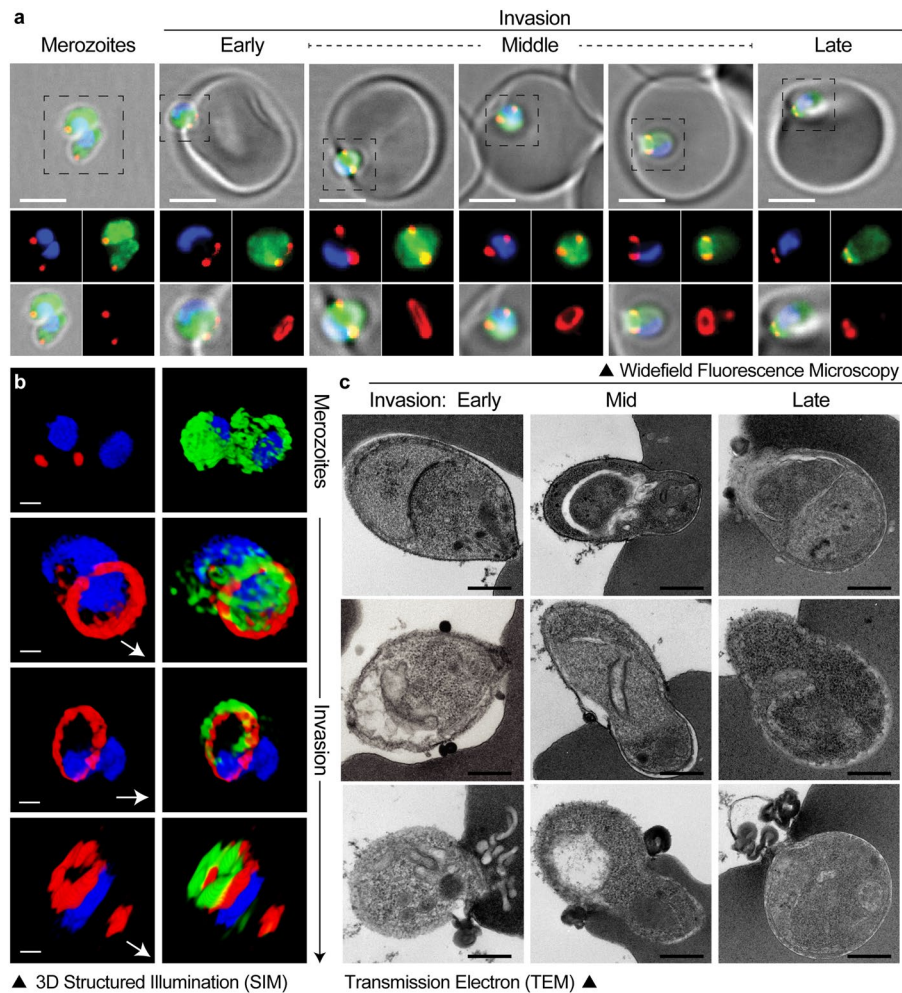 a
Invasion
Merozoites Early Middle Late
▲ Widefield Fluorescence Microscopy
b
Merozoites
Invasion
▲ 3D Structured Illumination (SIM)
c
Invasion: Early Mid Late
Transmission Electron (TEM) ▲